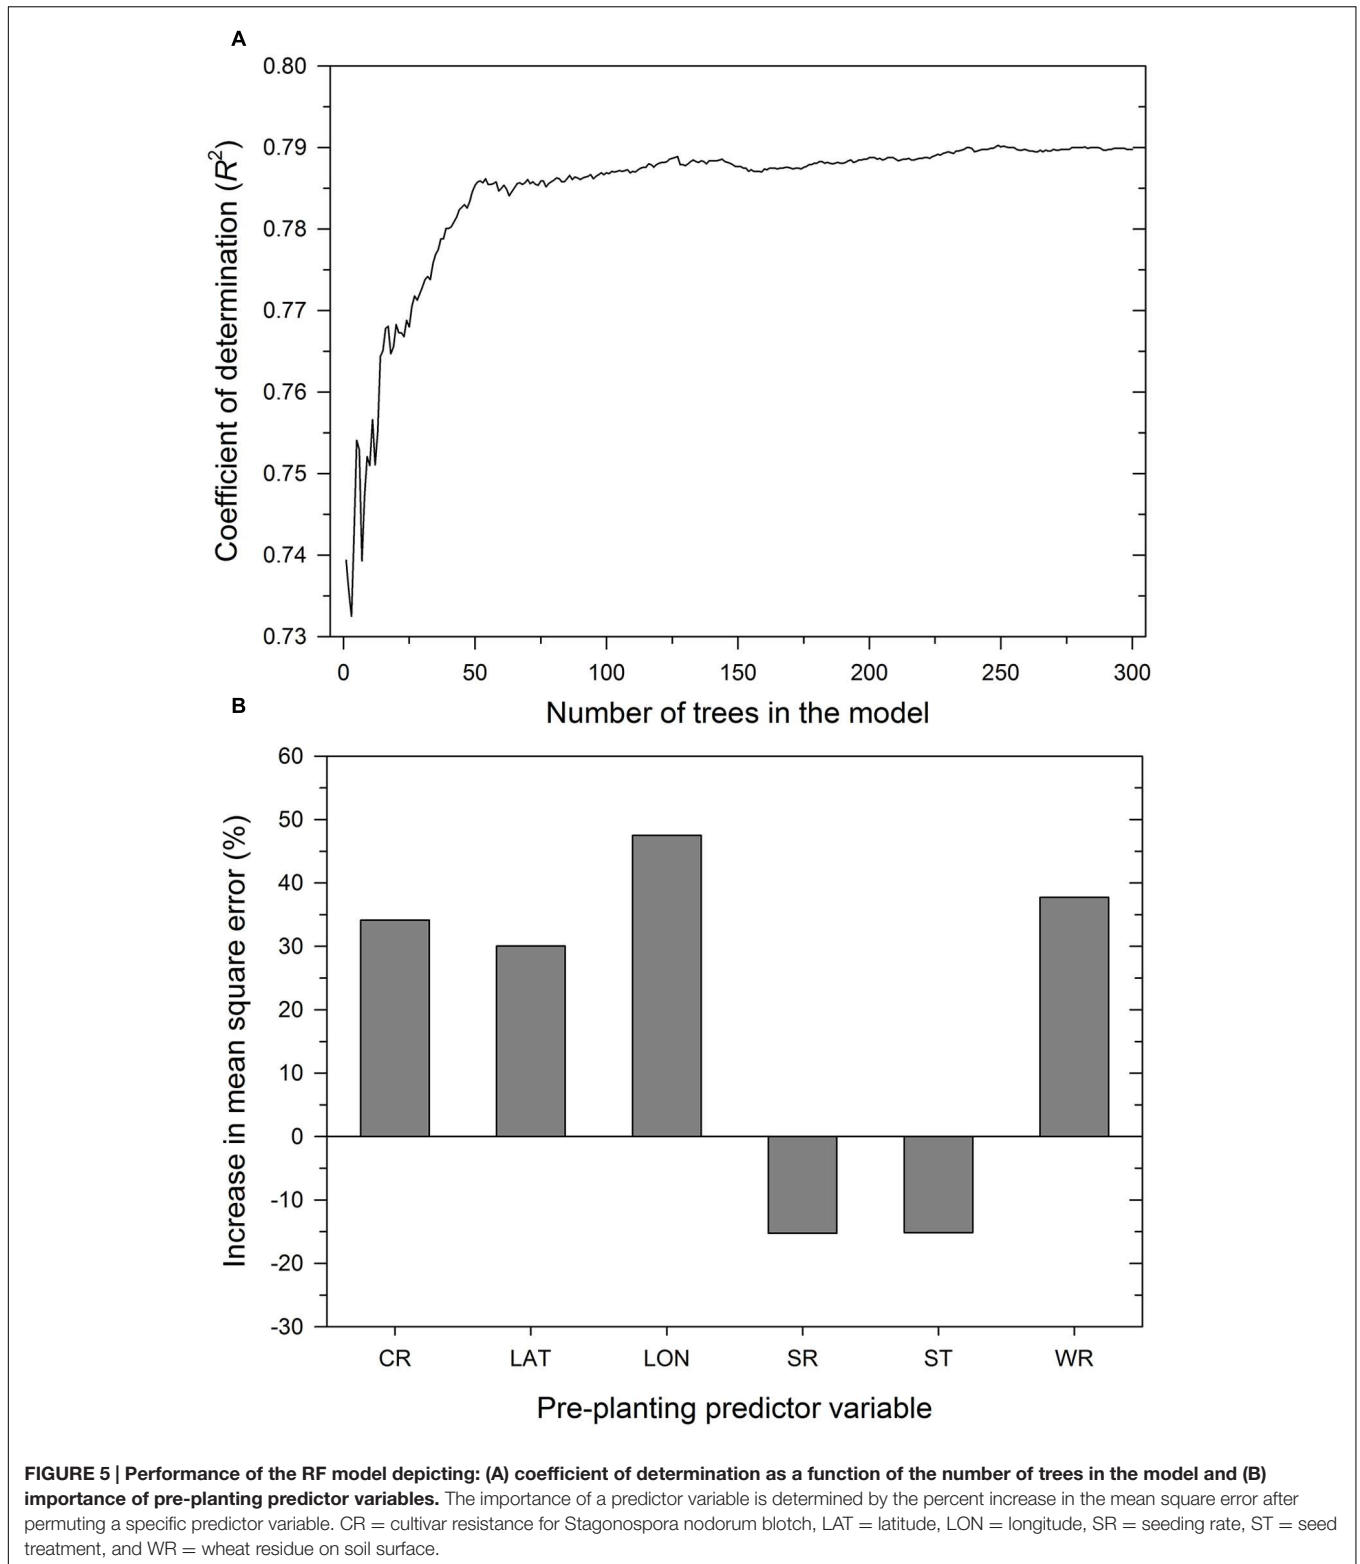 A
0.80
0.79
0.78
0.77
0.76
0.75
0.74
0.73
Coefficient of determination (R²)
0 50 100 150 200 250 300
Number of trees in the model
B
60
50
40
30
20
10
0
-10
-20
-30
Increase in mean square error (%)
CR LAT LON SR ST WR
Pre-planting predictor variable
FIGURE 5 | Performance of the RF model depicting: (A) coefficient of determination as a function of the number of trees in the model and (B)
importance of pre-planting predictor variables. The importance of a predictor variable is determined by the percent increase in the mean square error after
permuting a specific predictor variable. CR = cultivar resistance for Stagonospora nodorum blotch, LAT = latitude, LON = longitude, SR = seeding rate, ST = seed
treatment, and WR = wheat residue on soil surface.